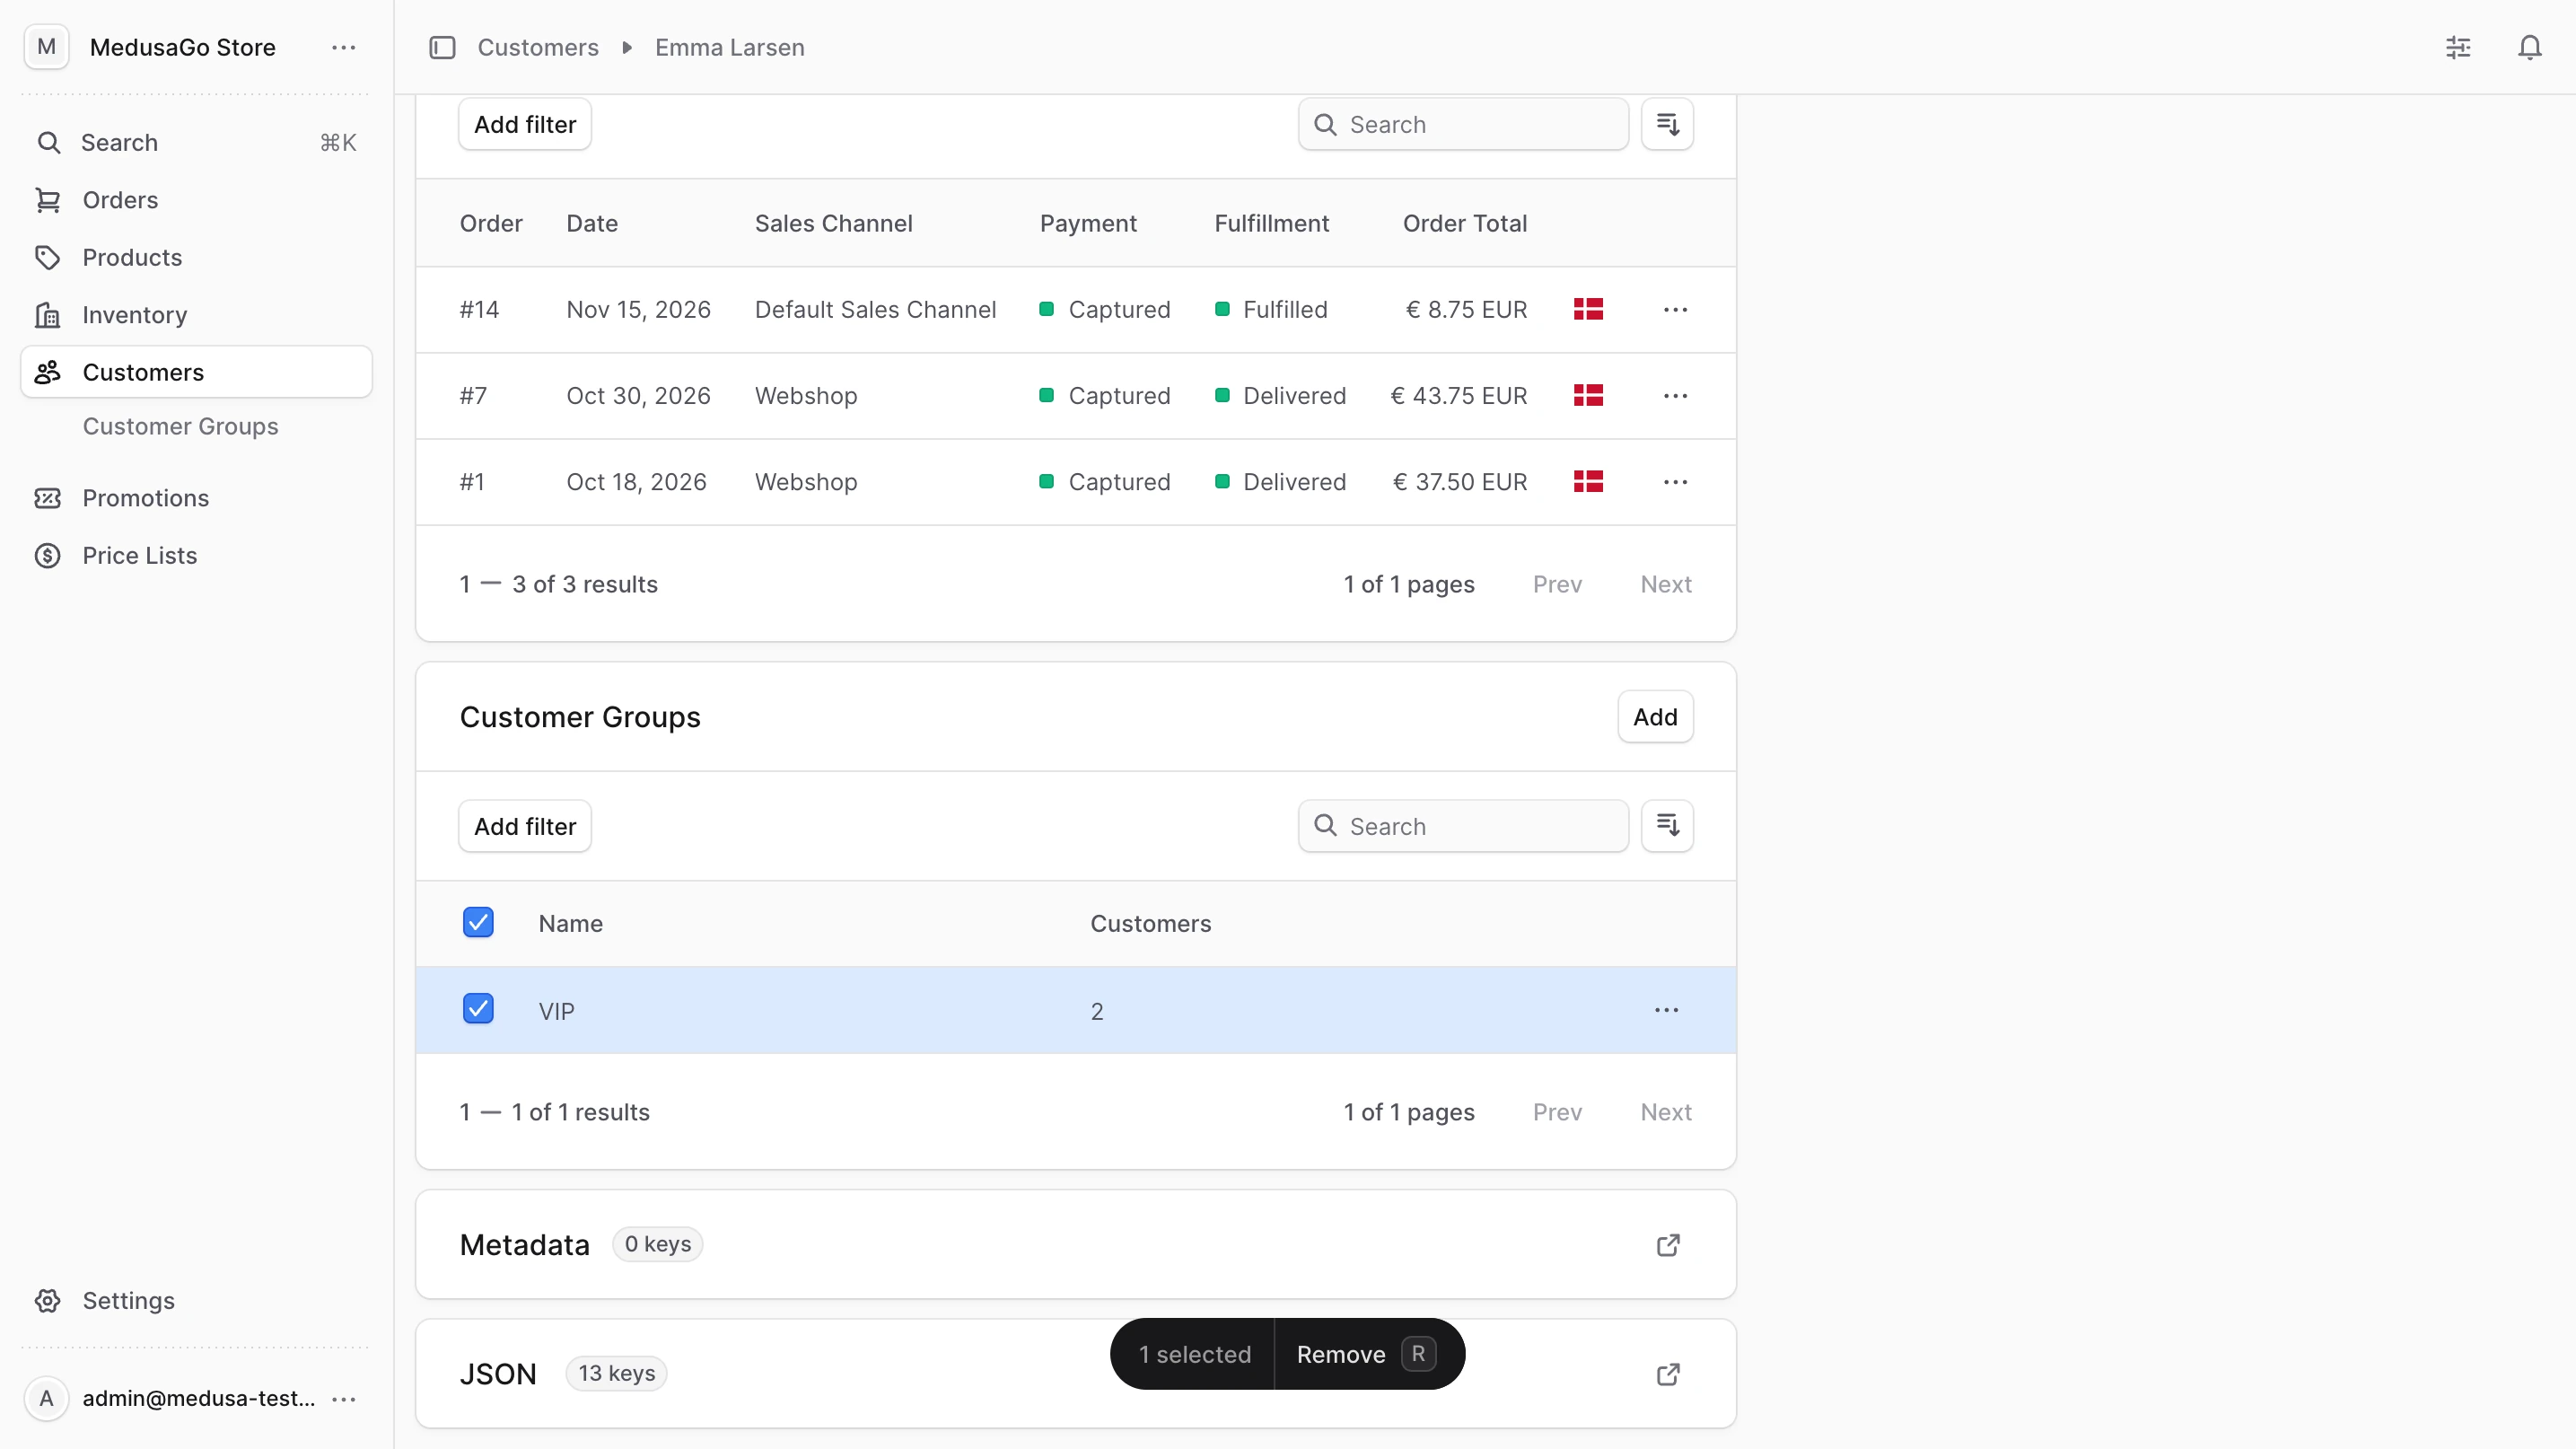 M MedusaGo Store
Customers Emma Larsen
Search ⌘K
Orders
Products
Inventory
Customers
Customer Groups
Promotions
Price Lists
Settings
A admin@medusa-test...
Add filter Search
Order Date Sales Channel Payment Fulfillment Order Total
#14 Nov 15, 2026 Default Sales Channel Captured Fulfilled € 8.75 EUR
#7 Oct 30, 2026 Webshop Captured Delivered € 43.75 EUR
#1 Oct 18, 2026 Webshop Captured Delivered € 37.50 EUR
1 — 3 of 3 results 1 of 1 pages Prev Next
Customer Groups Add
Add filter Search
Name Customers
VIP 2
1 — 1 of 1 results 1 of 1 pages Prev Next
Metadata 0 keys
JSON 13 keys
1 selected Remove R